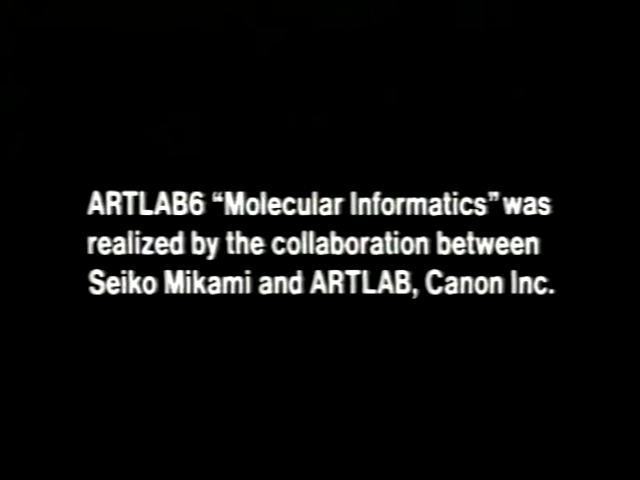 ARTLAB6 “Molecular Informatics” was
realized by the collaboration between
Seiko Mikami and ARTLAB, Canon Inc.